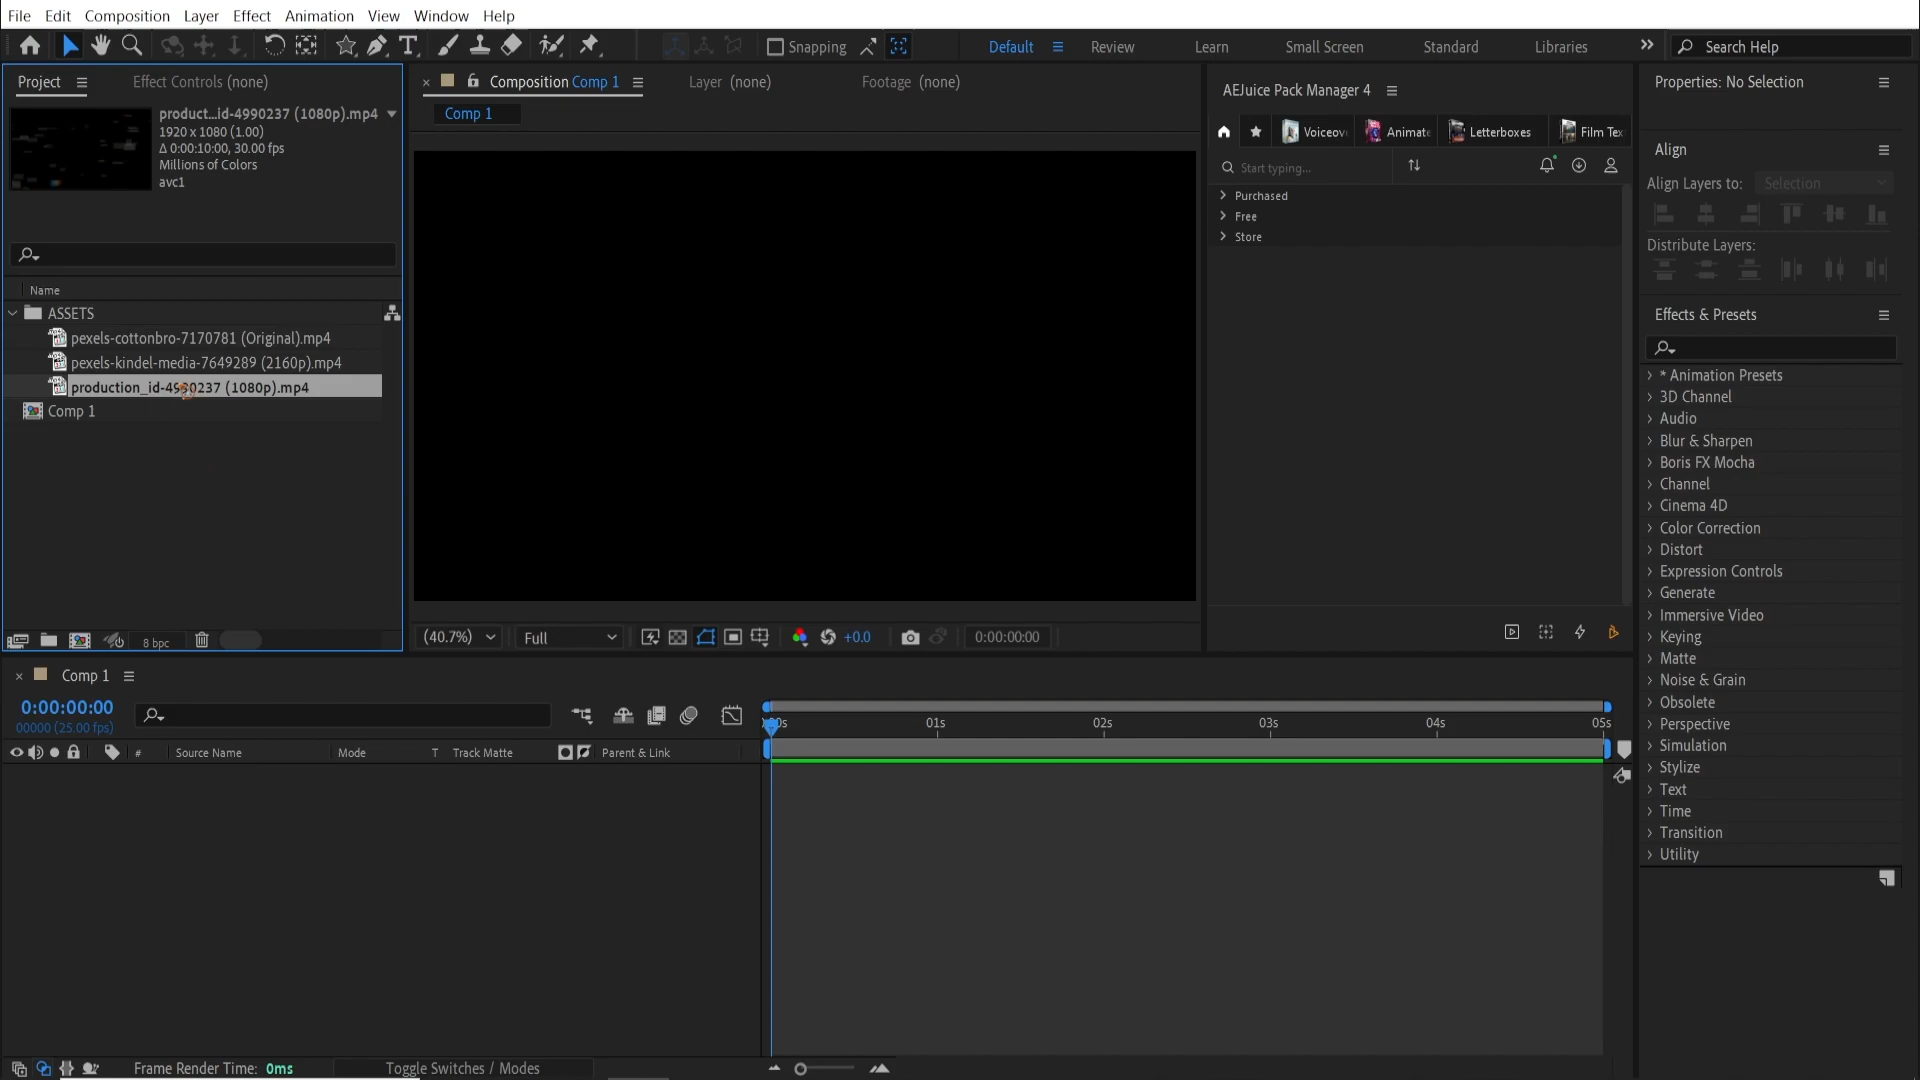 File Edit Composition Layer Effect Animation View Window Help
Snapping Default Review Learn Small Screen Standard Libraries Search Help
Project Effect Controls (none)
product...id-4990237 (1080p).mp4
1920 x 1080 (1.00)
Δ 0:00:10:00, 30.00 fps
Millions of Colors
avc1
Name
ASSETS
pexels-cottonbro-7170781 (Original).mp4
pexels-kindel-media-7649289 (2160p).mp4
production_id-4990237 (1080p).mp4
Comp 1
8 bpc
Composition Comp 1 Layer (none) Footage (none)
Comp 1
(40.7%) Full +0.0 0:00:00:00
AEJuice Pack Manager 4
Voiceov Animate Letterboxes Film Tex
Start typing...
Purchased
Free
Store
Properties: No Selection
Align
Align Layers to: Selection
Distribute Layers:
Effects & Presets
* Animation Presets
3D Channel
Audio
Blur & Sharpen
Boris FX Mocha
Channel
Cinema 4D
Color Correction
Distort
Expression Controls
Generate
Immersive Video
Keying
Matte
Noise & Grain
Obsolete
Perspective
Simulation
Stylize
Text
Time
Transition
Utility
Comp 1
0:00:00:00
00000 (25.00 fps)
# Source Name Mode T Track Matte Parent & Link
01s 02s 03s 04s 05s
Frame Render Time: 0ms Toggle Switches / Modes